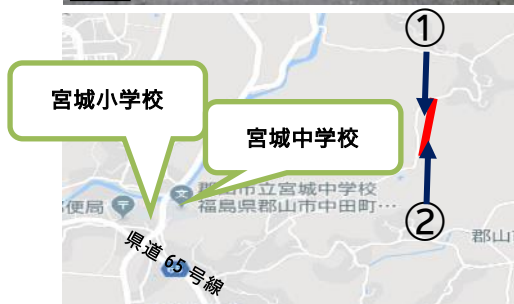 ①
宮城小学校
宮城中学校
郡山市立宮城中学校
福島県郡山市中田町…
便局
県道65号線
②
郡山